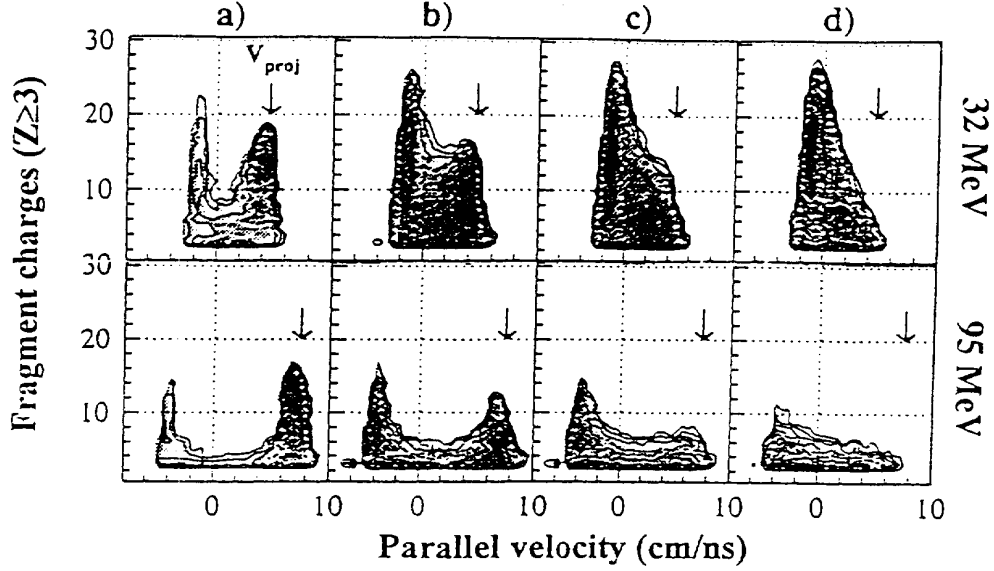 a) b) c) d)
Fragment charges (Z≥3)
30
V proj
20
10
32 MeV
30
20
10
95 MeV
0 10 0 10 0 10 0 10
Parallel velocity (cm/ns)